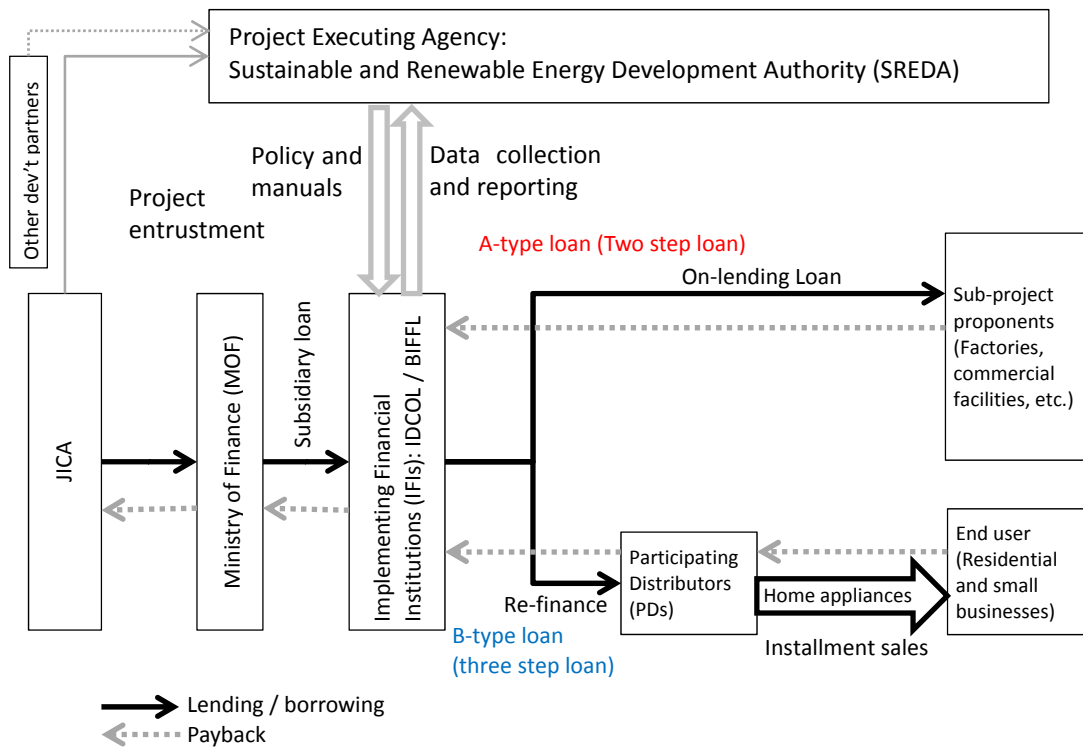 Project Executing Agency:
Sustainable and Renewable Energy Development Authority (SREDA)
Other dev't partners
Policy and
manuals
Data collection
and reporting
Project
entrustment
A-type loan (Two step loan)
On-lending Loan
Sub-project
proponents
(Factories,
commercial
facilities, etc.)
JICA
Ministry of Finance (MOF)
Subsidiary loan
Implementing Financial
Institutions (IFIs): IDCOL / BIFFL
Re-finance
B-type loan
(three step loan)
Participating
Distributors
(PDs)
Home appliances
Installment sales
End user
(Residential
and small
businesses)
Lending / borrowing
Payback